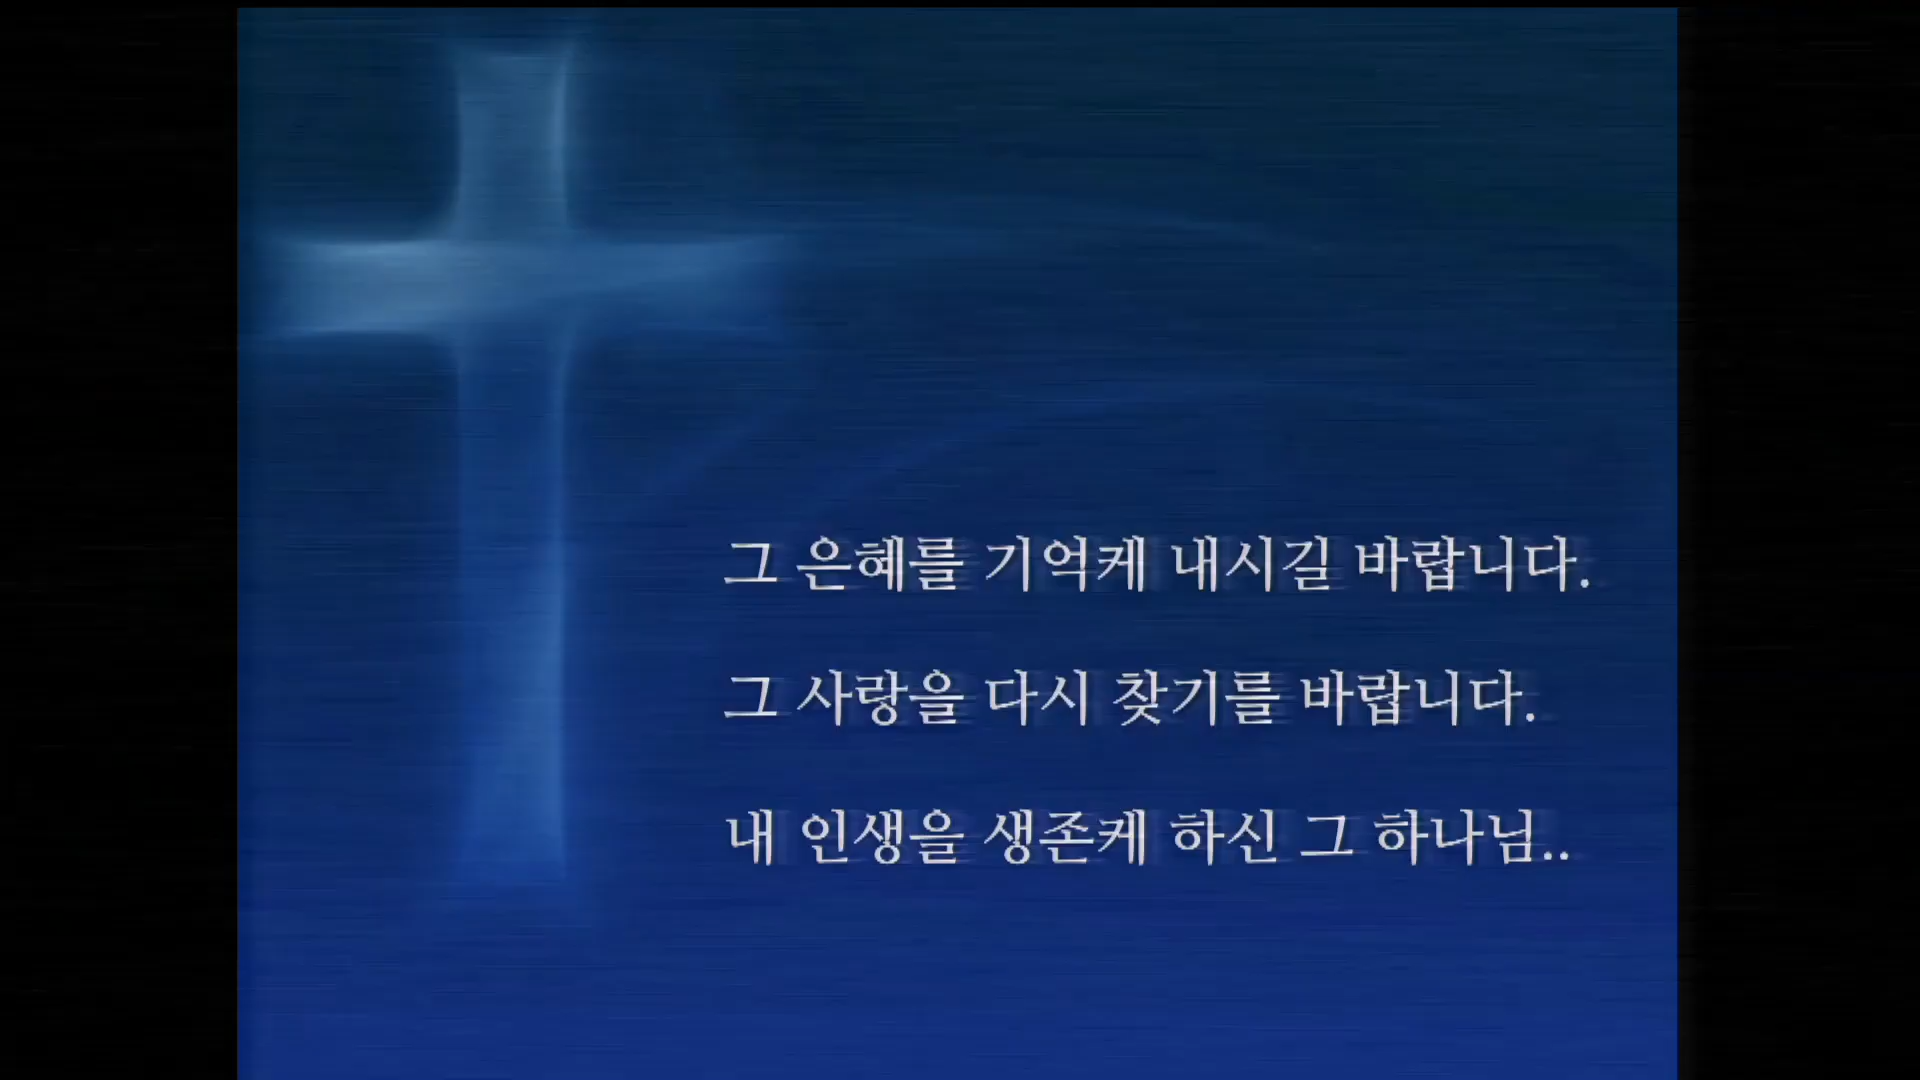 그 은혜를 기억케 내시길 바랍니다.
그 사랑을 다시 찾기를 바랍니다.
내 인생을 생존케 하신 그 하나님..